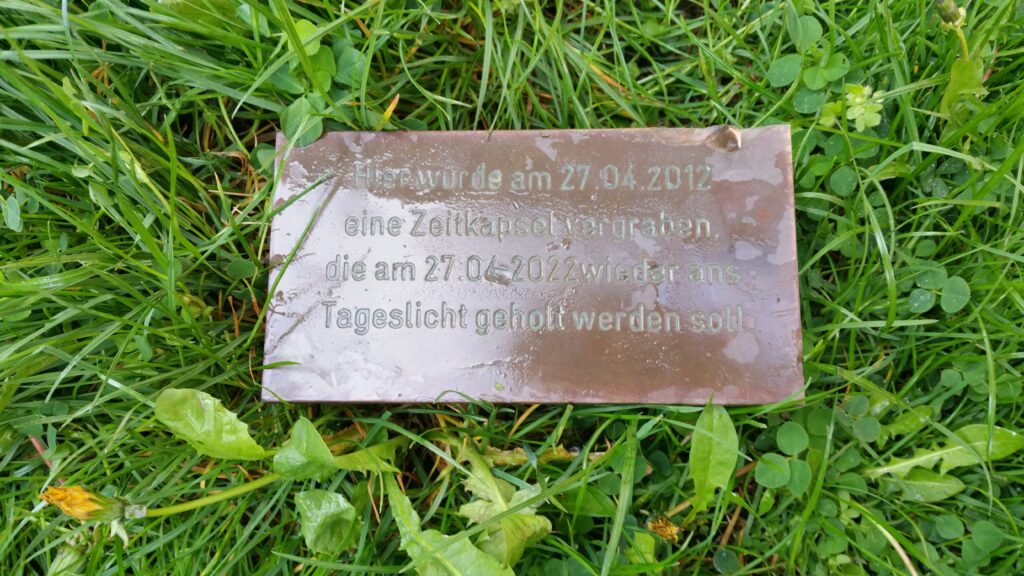 Hier wurde am 27.04.2012
eine Zeitkapsel vergraben,
die am 27.04.2022 wieder ans
Tageslicht geholt werden soll.